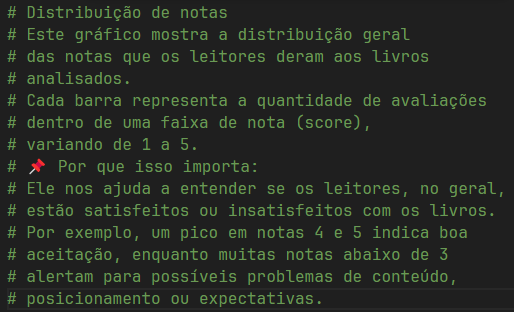 # Distribuição de notas
# Este gráfico mostra a distribuição geral
# das notas que os leitores deram aos livros
# analisados.
# Cada barra representa a quantidade de avaliações
# dentro de uma faixa de nota (score),
# variando de 1 a 5.
# 📌 Por que isso importa:
# Ele nos ajuda a entender se os leitores, no geral,
# estão satisfeitos ou insatisfeitos com os livros.
# Por exemplo, um pico em notas 4 e 5 indica boa
# aceitação, enquanto muitas notas abaixo de 3
# alertam para possíveis problemas de conteúdo,
# posicionamento ou expectativas.